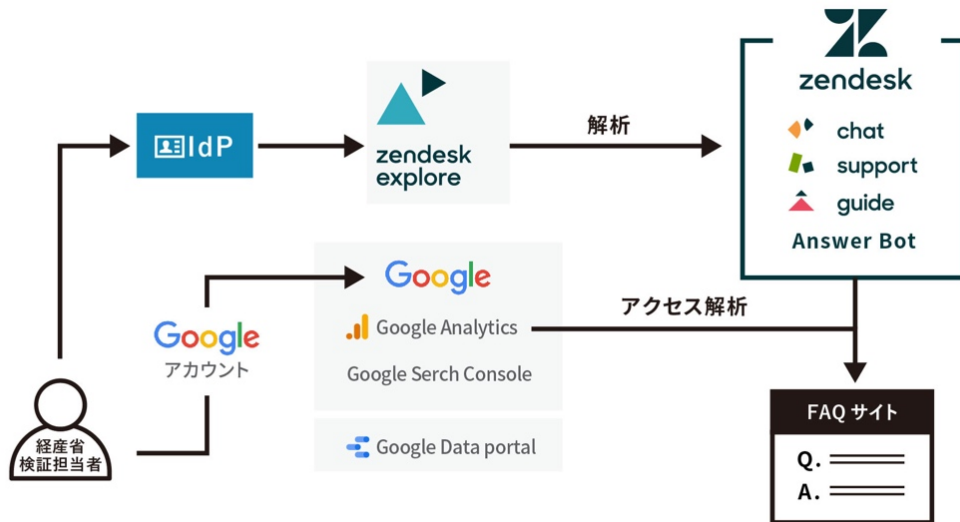 zendesk
chat
support
guide
Answer Bot
IdP
zendesk
explore
解析
Google
Google Analytics
Google Serch Console
Google Data portal
アクセス解析
Google
アカウント
経産省
検証担当者
FAQ サイト
Q.
A.